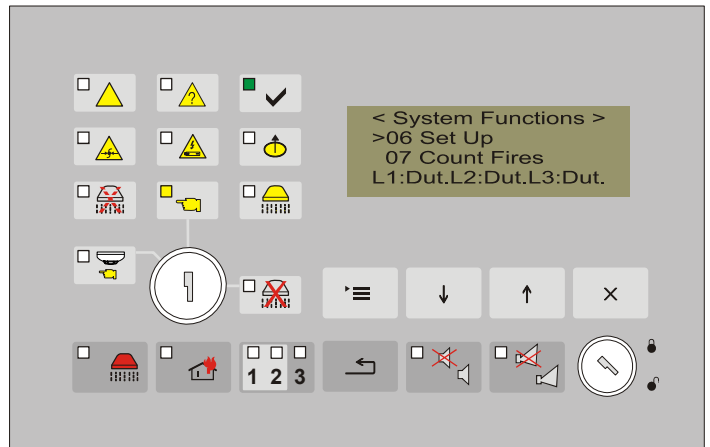 ?
< System Functions >
>06 Set Up
07 Count Fires
L1:Dut.L2:Dut.L3:Dut.
1 2 3